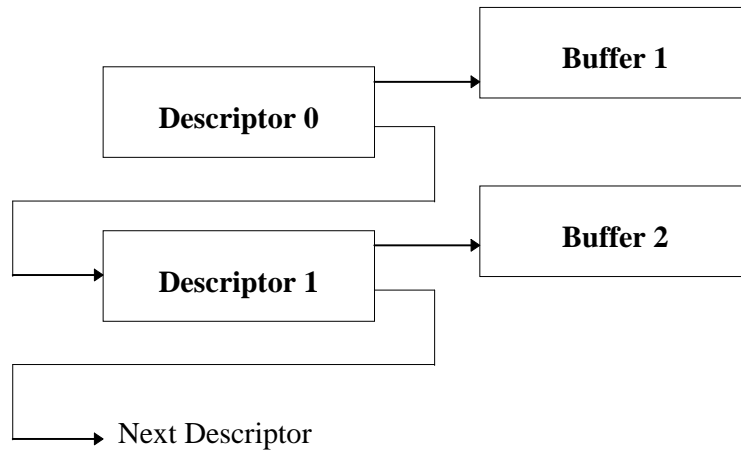 Buffer 1
Descriptor 0
Buffer 2
Descriptor 1
Next Descriptor